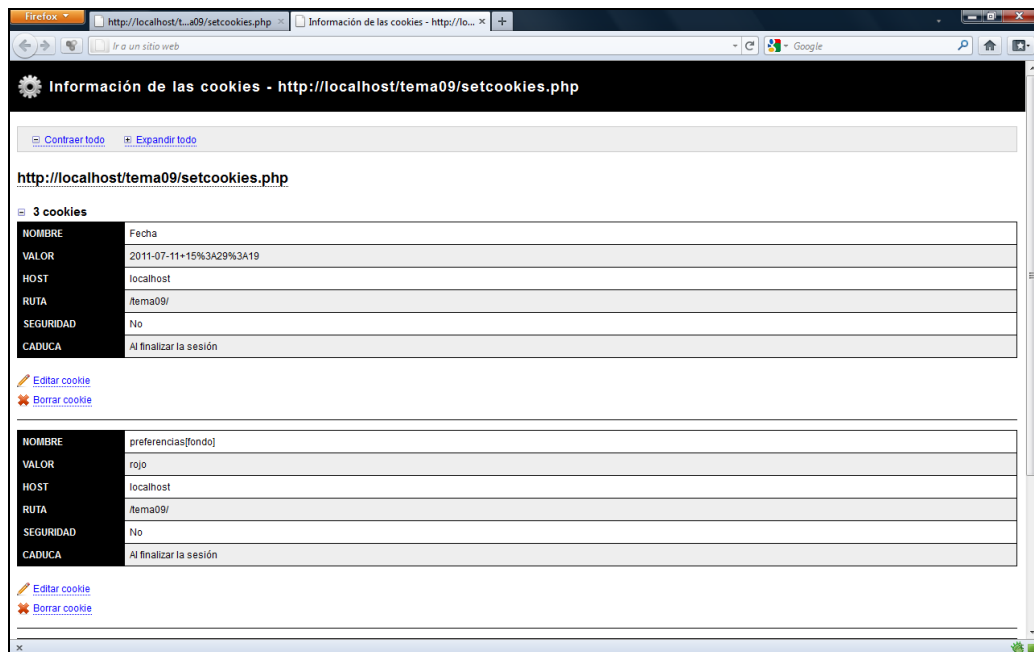 Firefox
http://localhost/t...a09/setcookies.php
Información de las cookies - http://lo...
Ir a un sitio web
Google
Información de las cookies - http://localhost/tema09/setcookies.php
Contraer todo Expandir todo
http://localhost/tema09/setcookies.php
3 cookies
NOMBRE Fecha
VALOR 2011-07-11+15%3A29%3A19
HOST localhost
RUTA /tema09/
SEGURIDAD No
CADUCA Al finalizar la sesión
Editar cookie
Borrar cookie
NOMBRE preferencias[fondo]
VALOR rojo
HOST localhost
RUTA /tema09/
SEGURIDAD No
CADUCA Al finalizar la sesión
Editar cookie
Borrar cookie